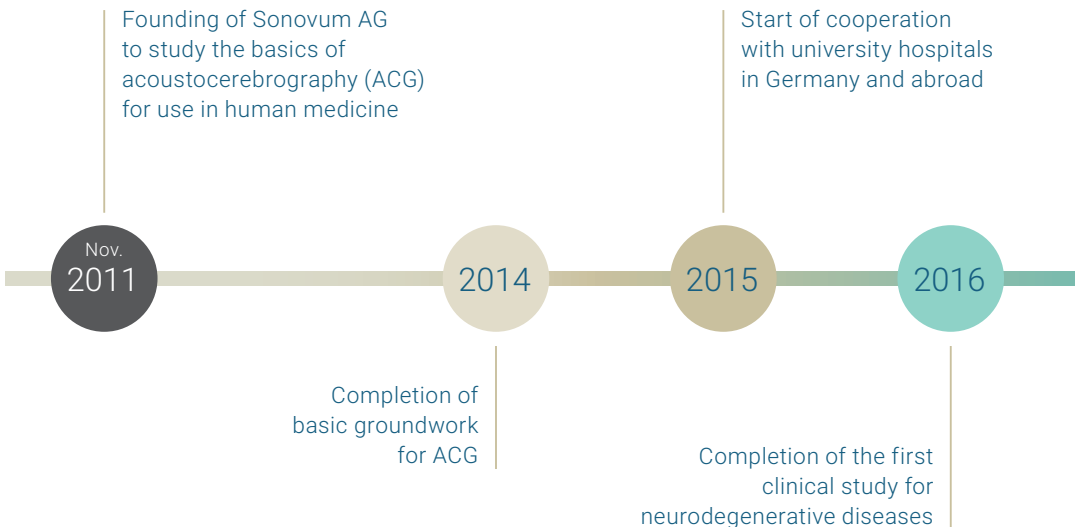 Founding of Sonovum AG
to study the basics of
acoustocerebrography (ACG)
for use in human medicine
Start of cooperation
with university hospitals
in Germany and abroad
Nov.
2011
2014
2015
2016
Completion of
basic groundwork
for ACG
Completion of the first
clinical study for
neurodegenerative diseases